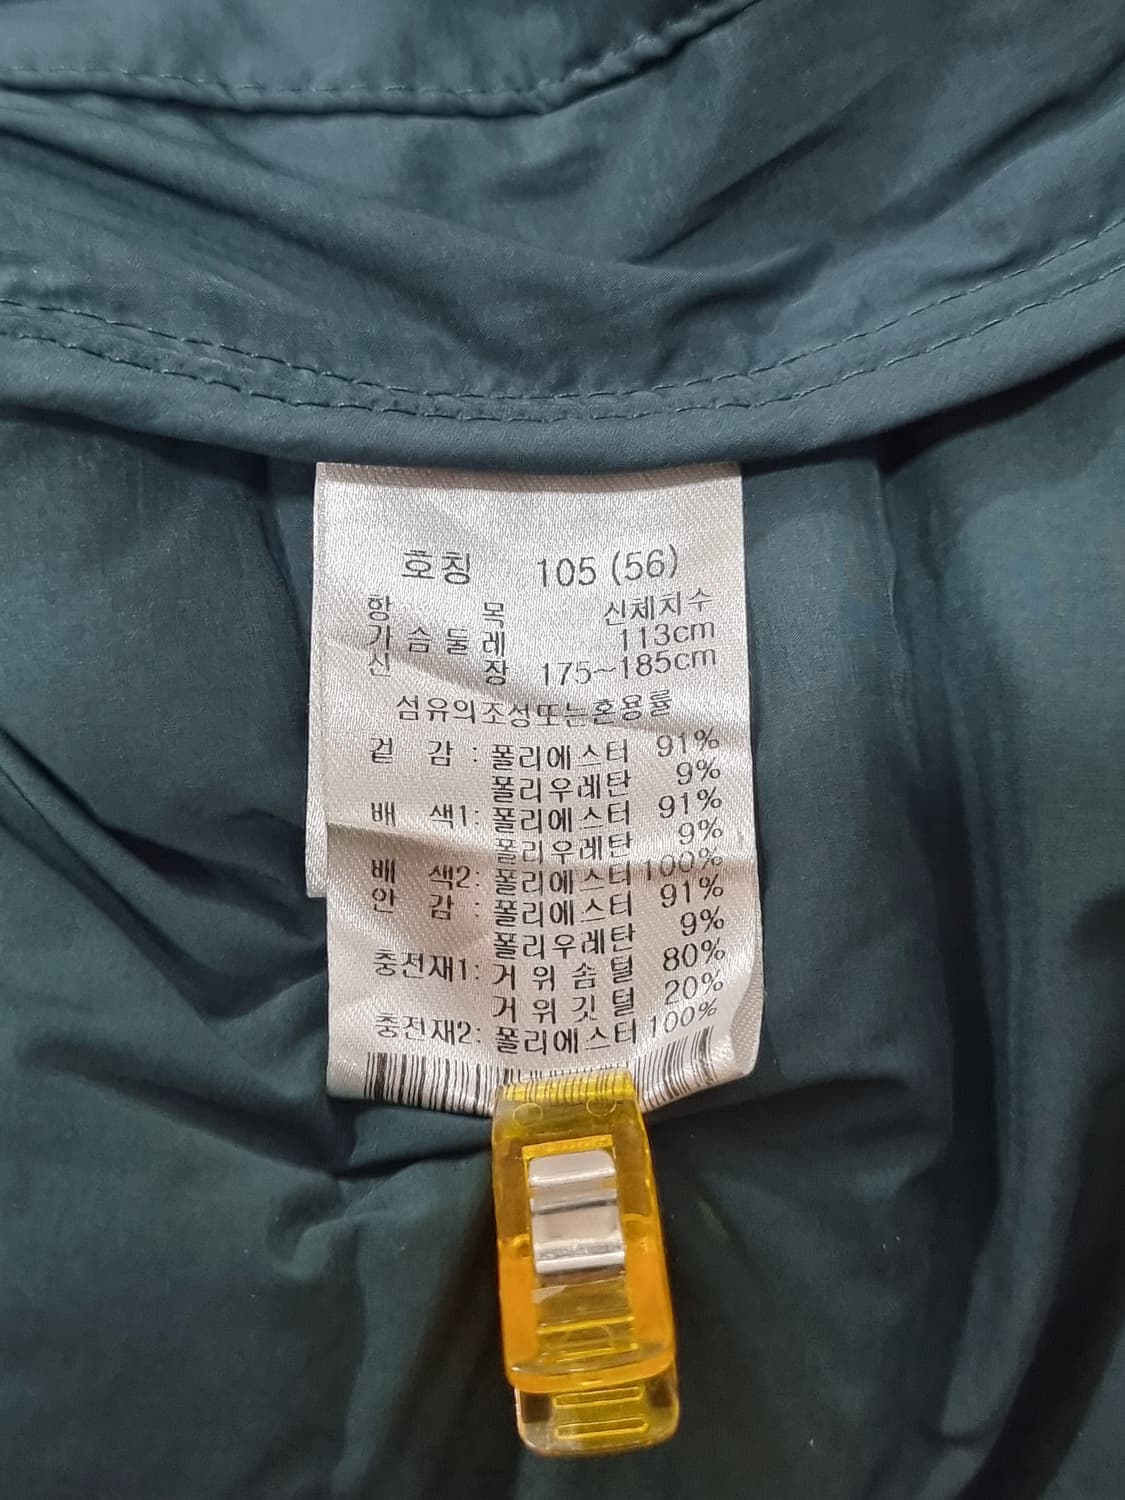 호칭 105 (56)
항 목 신체치수
가슴둘레 113cm
신 장 175~185cm
섬유의조성또는혼용률
겉 감 : 폴리에스터 91%
폴리우레탄 9%
배 색1: 폴리에스터 91%
폴리우레탄 9%
배 색2: 폴리에스터 100%
안 감 : 폴리에스터 91%
폴리우레탄 9%
충전재1: 거위솜털 80%
거위깃털 20%
충전재2: 폴리에스터 100%